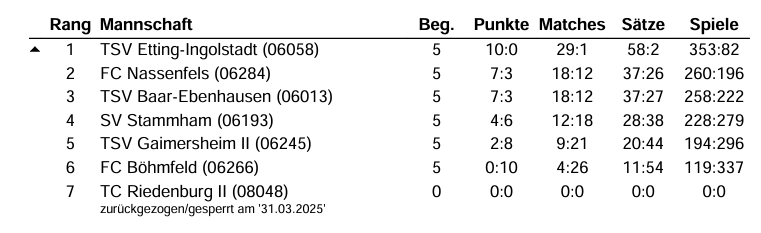 Rang Mannschaft Beg. Punkte Matches Sätze Spiele
1 TSV Etting-Ingolstadt (06058) 5 10:0 29:1 58:2 353:82
2 FC Nassenfels (06284) 5 7:3 18:12 37:26 260:196
3 TSV Baar-Ebenhausen (06013) 5 7:3 18:12 37:27 258:222
4 SV Stammham (06193) 5 4:6 12:18 28:38 228:279
5 TSV Gaimersheim II (06245) 5 2:8 9:21 20:44 194:296
6 FC Böhmfeld (06266) 5 0:10 4:26 11:54 119:337
7 TC Riedenburg II (08048) 0 0:0 0:0 0:0 0:0
zurückgezogen/gesperrt am '31.03.2025'